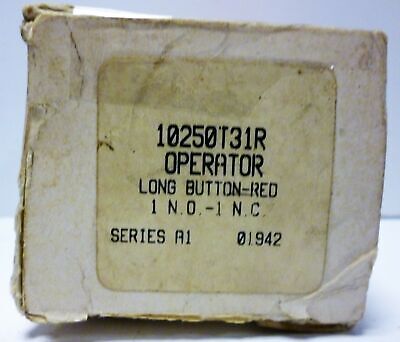 10250T31R
OPERATOR
LONG BUTTON-RED
1 N.O.-1 N.C.
SERIES A1 01942